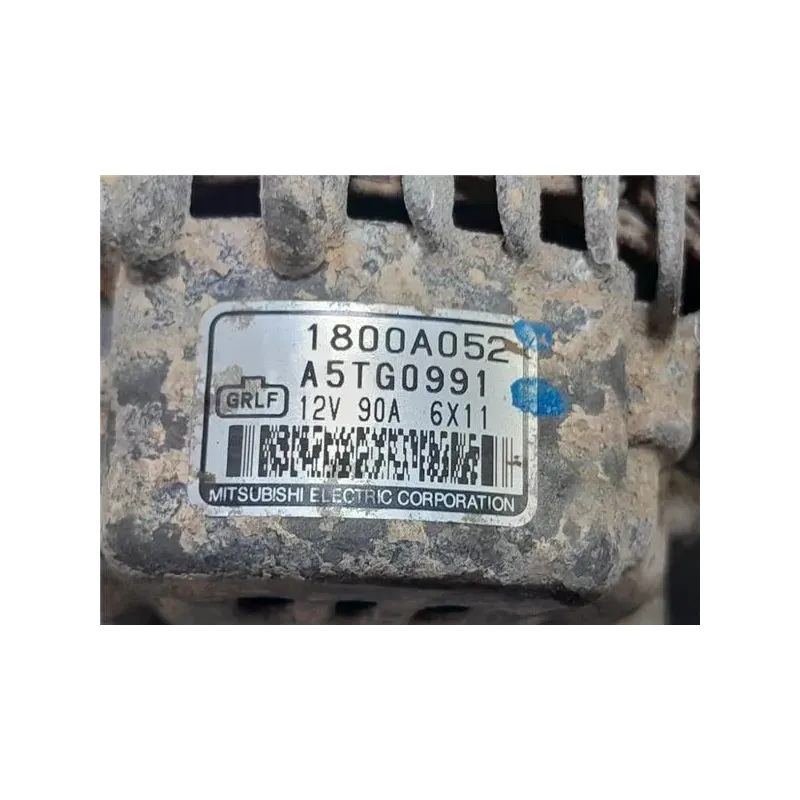 1800A052
A5TG0991
GRLF
12V 90A 6X11
MITSUBISHI ELECTRIC CORPORATION